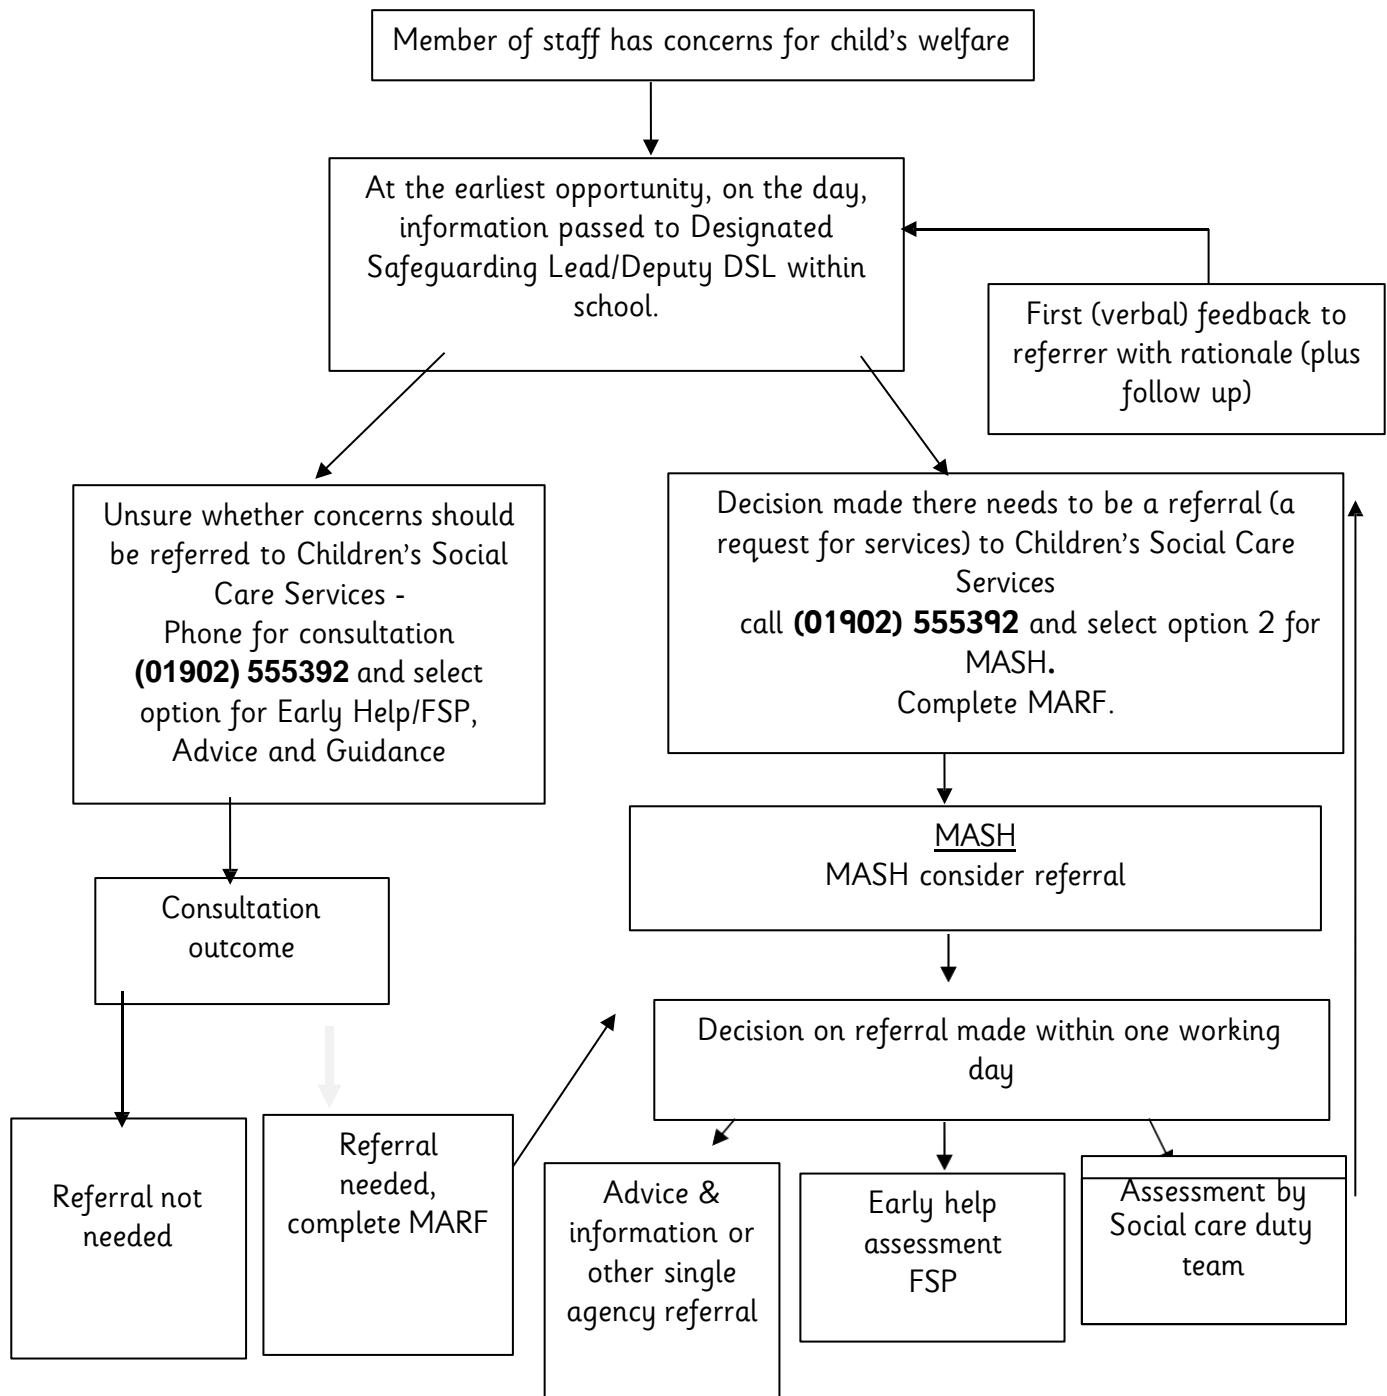 Member of staff has concerns for child's welfare
At the earliest opportunity, on the day,
information passed to Designated
Safeguarding Lead/Deputy DSL within
school.
First (verbal) feedback to
referrer with rationale (plus
follow up)
Unsure whether concerns should
be referred to Children's Social
Care Services -
Phone for consultation
(01902) 555392 and select
option for Early Help/FSP,
Advice and Guidance
Decision made there needs to be a referral (a
request for services) to Children's Social Care
Services
call (01902) 555392 and select option 2 for
MASH.
Complete MARF.
MASH
MASH consider referral
Consultation
outcome
Decision on referral made within one working
day
Referral not
needed
Referral
needed,
complete MARF
Advice &
information or
other single
agency referral
Early help
assessment
FSP
Assessment by
Social care duty
team